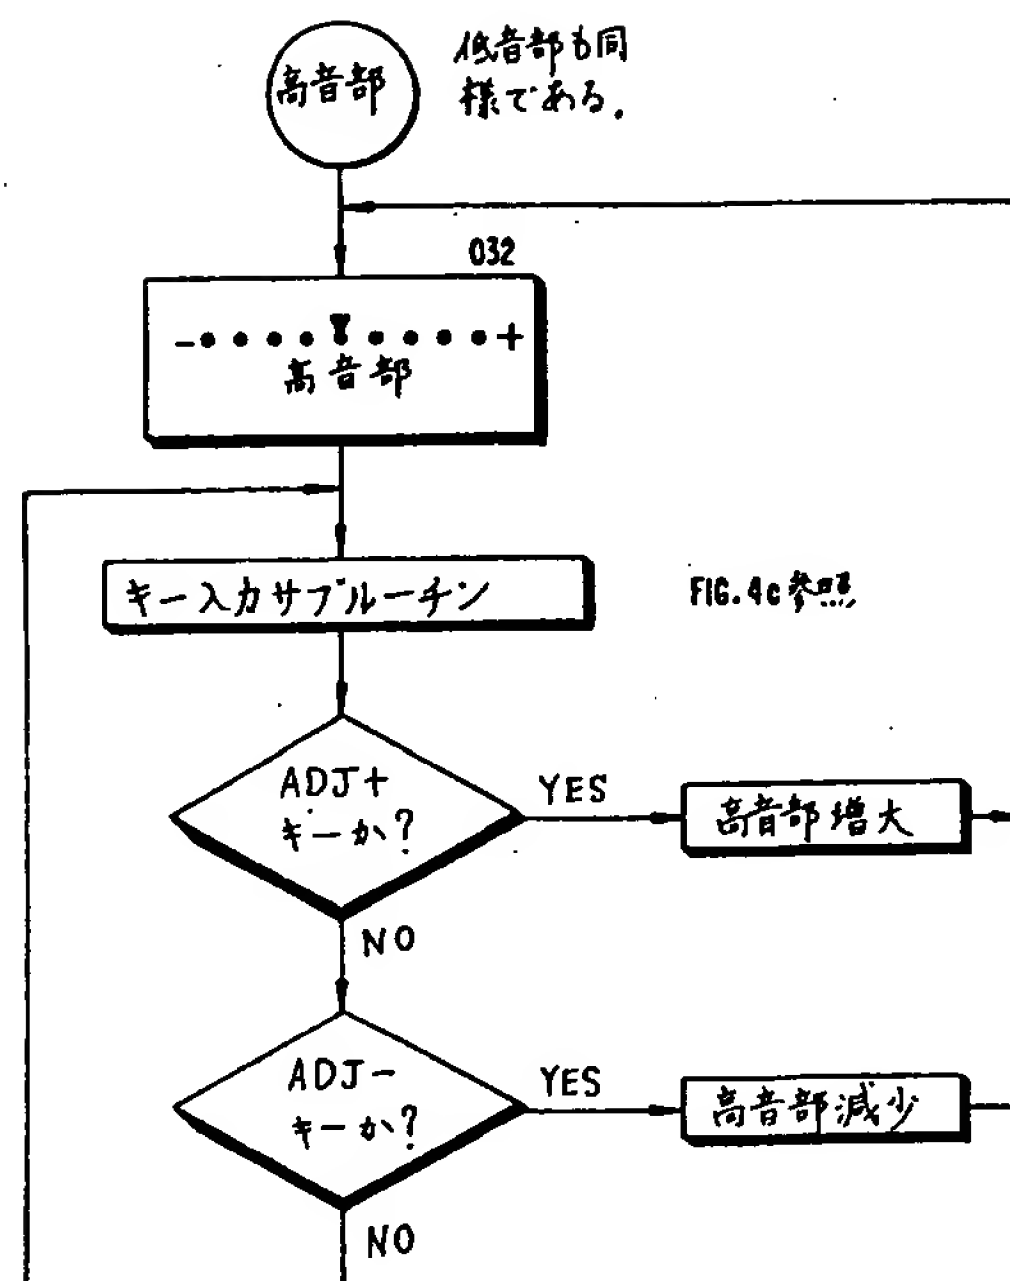 高音部
低音部も同
様である.
032
-●●●●●●●●●+
高音部
キー入力サブルーチン
FIG.4c参照
ADJ+
キーか?
YES
高音部増大
NO
ADJ-
キーか?
YES
高音部減少
NO